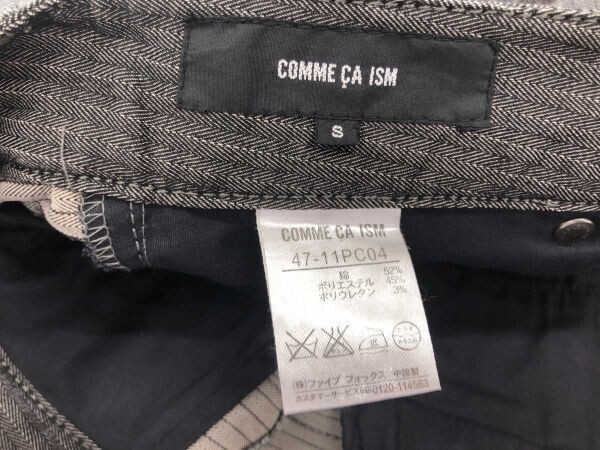 COMME ÇA ISM
S
COMME ÇA ISM
47-11PC04
綿 52%
ポリエステル 45%
ポリウレタン 3%
(株)ファイブ フォックス 中国製
カスタマーサービス/0120-114563